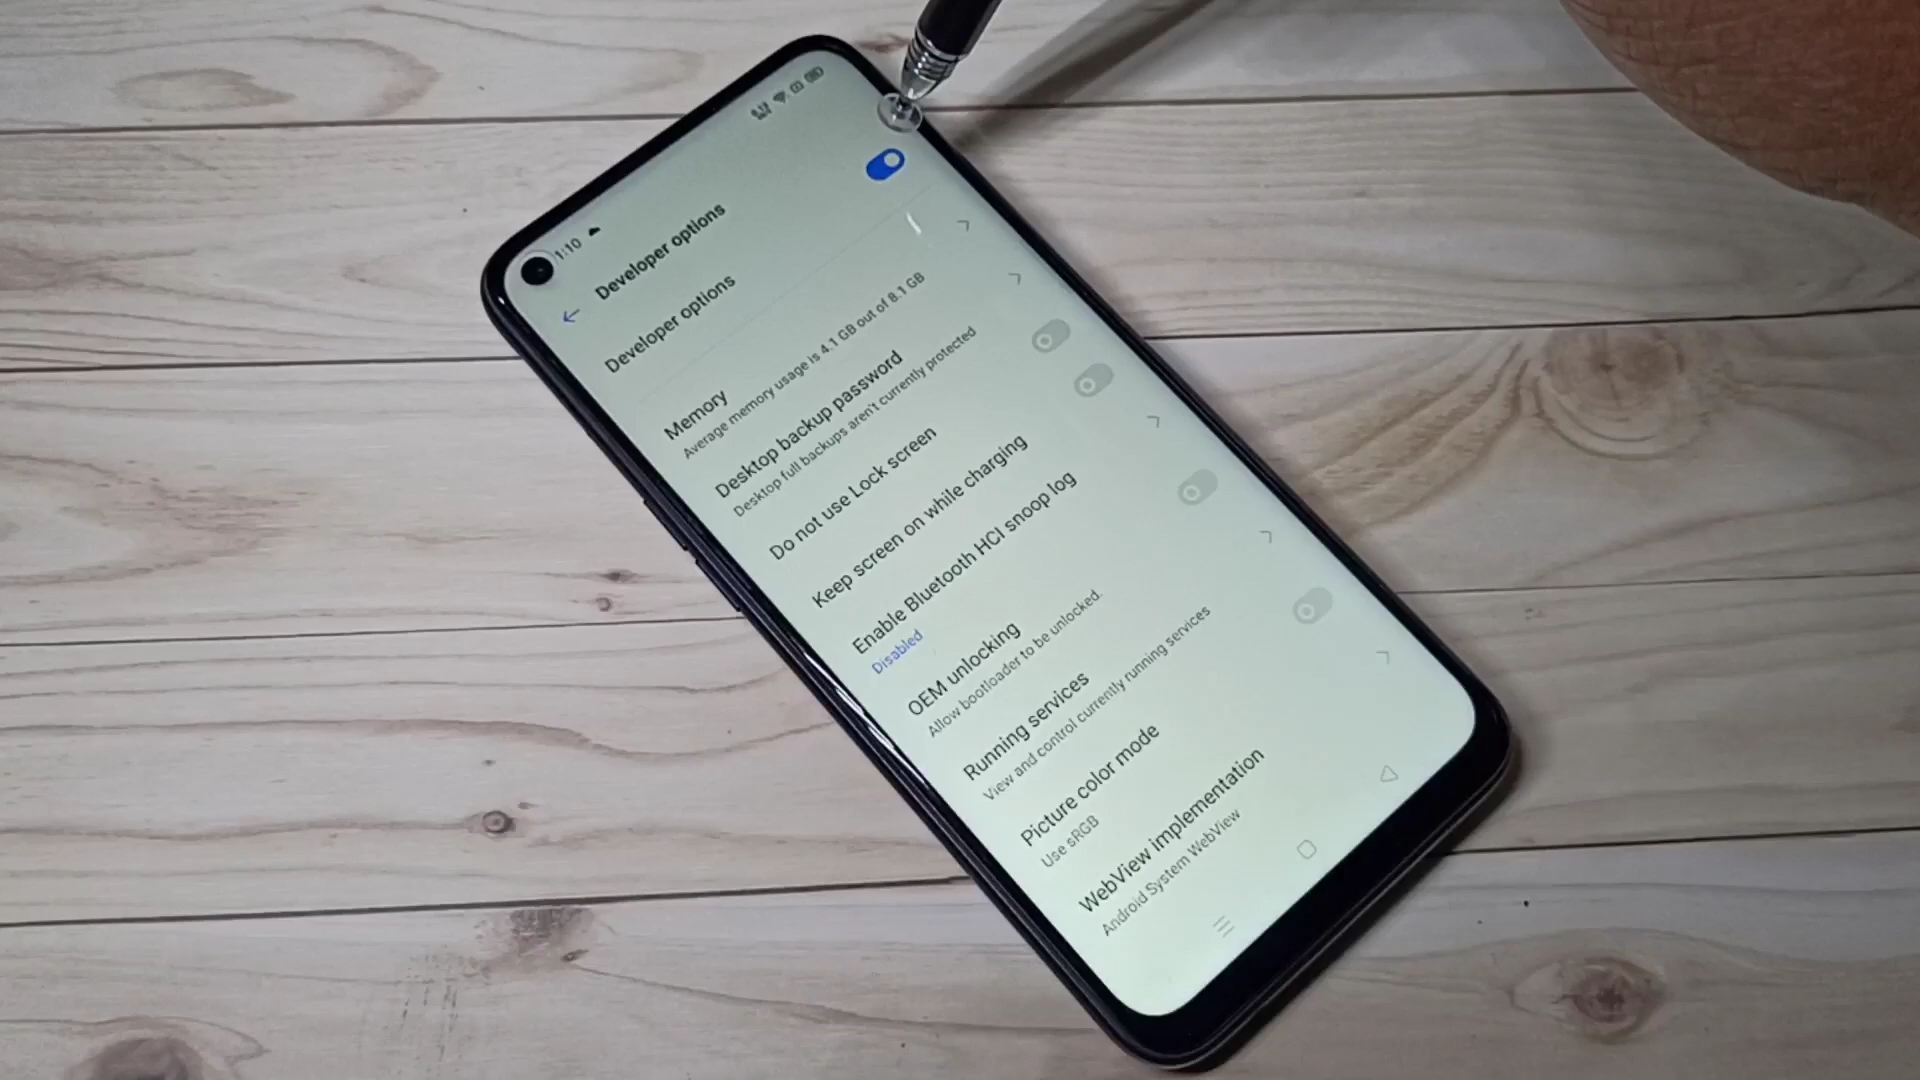 1:10
Developer options
Developer options
Memory
Average memory usage is 4.1 GB out of 8.1 GB
Desktop backup password
Desktop full backups aren't currently protected
Do not use Lock screen
Keep screen on while charging
Enable Bluetooth HCI snoop log
Disabled
OEM unlocking
Allow bootloader to be unlocked.
Running services
View and control currently running services
Picture color mode
Use sRGB
WebView implementation
Android System WebView